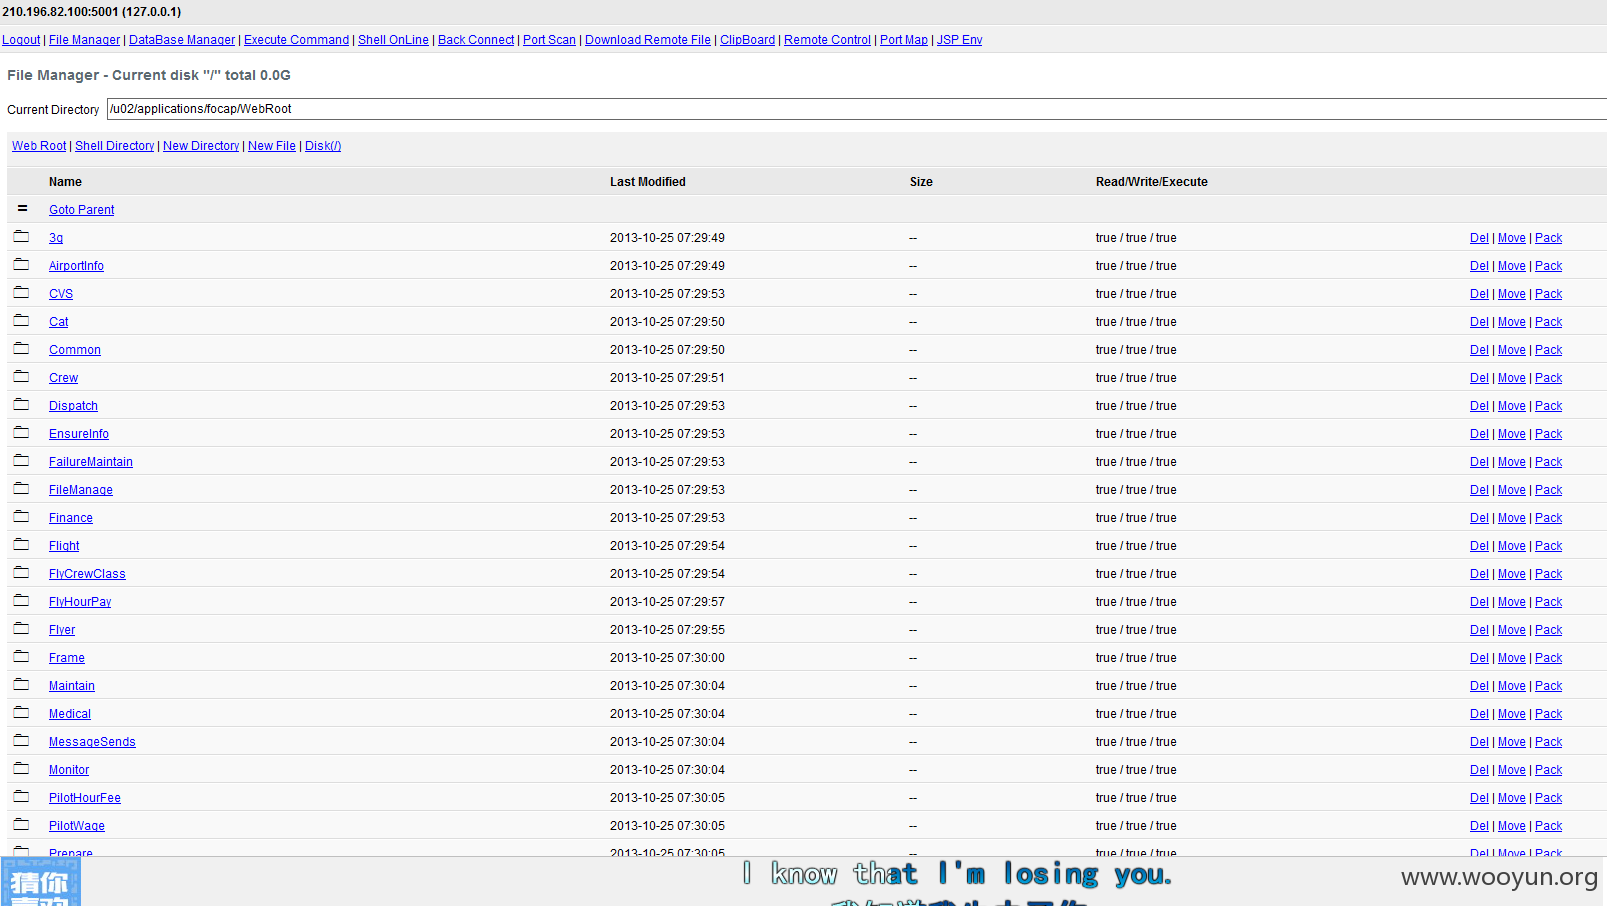 210.196.82.100:5001 (127.0.0.1)
Logout | File Manager | DataBase Manager | Execute Command | Shell OnLine | Back Connect | Port Scan | Download Remote File | ClipBoard | Remote Control | Port Map | JSP Env
File Manager - Current disk "/" total 0.0G
Current Directory /u02/applications/focap/WebRoot
Web Root | Shell Directory | New Directory | New File | Disk(/)
Name Last Modified Size Read/Write/Execute
= Goto Parent
3g 2013-10-25 07:29:49 -- true / true / true Del | Move | Pack
AirportInfo 2013-10-25 07:29:49 -- true / true / true Del | Move | Pack
CVS 2013-10-25 07:29:53 -- true / true / true Del | Move | Pack
Cat 2013-10-25 07:29:50 -- true / true / true Del | Move | Pack
Common 2013-10-25 07:29:50 -- true / true / true Del | Move | Pack
Crew 2013-10-25 07:29:51 -- true / true / true Del | Move | Pack
Dispatch 2013-10-25 07:29:53 -- true / true / true Del | Move | Pack
EnsureInfo 2013-10-25 07:29:53 -- true / true / true Del | Move | Pack
FailureMaintain 2013-10-25 07:29:53 -- true / true / true Del | Move | Pack
FileManage 2013-10-25 07:29:53 -- true / true / true Del | Move | Pack
Finance 2013-10-25 07:29:53 -- true / true / true Del | Move | Pack
Flight 2013-10-25 07:29:54 -- true / true / true Del | Move | Pack
FlyCrewClass 2013-10-25 07:29:54 -- true / true / true Del | Move | Pack
FlyHourPay 2013-10-25 07:29:57 -- true / true / true Del | Move | Pack
Flyer 2013-10-25 07:29:55 -- true / true / true Del | Move | Pack
Frame 2013-10-25 07:30:00 -- true / true / true Del | Move | Pack
Maintain 2013-10-25 07:30:04 -- true / true / true Del | Move | Pack
Medical 2013-10-25 07:30:04 -- true / true / true Del | Move | Pack
MessageSends 2013-10-25 07:30:04 -- true / true / true Del | Move | Pack
Monitor 2013-10-25 07:30:04 -- true / true / true Del | Move | Pack
PilotHourFee 2013-10-25 07:30:05 -- true / true / true Del | Move | Pack
PilotWage 2013-10-25 07:30:05 -- true / true / true Del | Move | Pack
Prepare 2013-10-25 07:30:05 -- true / true / true Del | Move | Pack
猜你
I know that I'm losing you.
www.wooyun.org